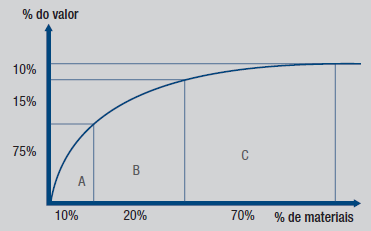 % do valor
10%
15%
75%
A
B
C
10% 20% 70% % de materiais